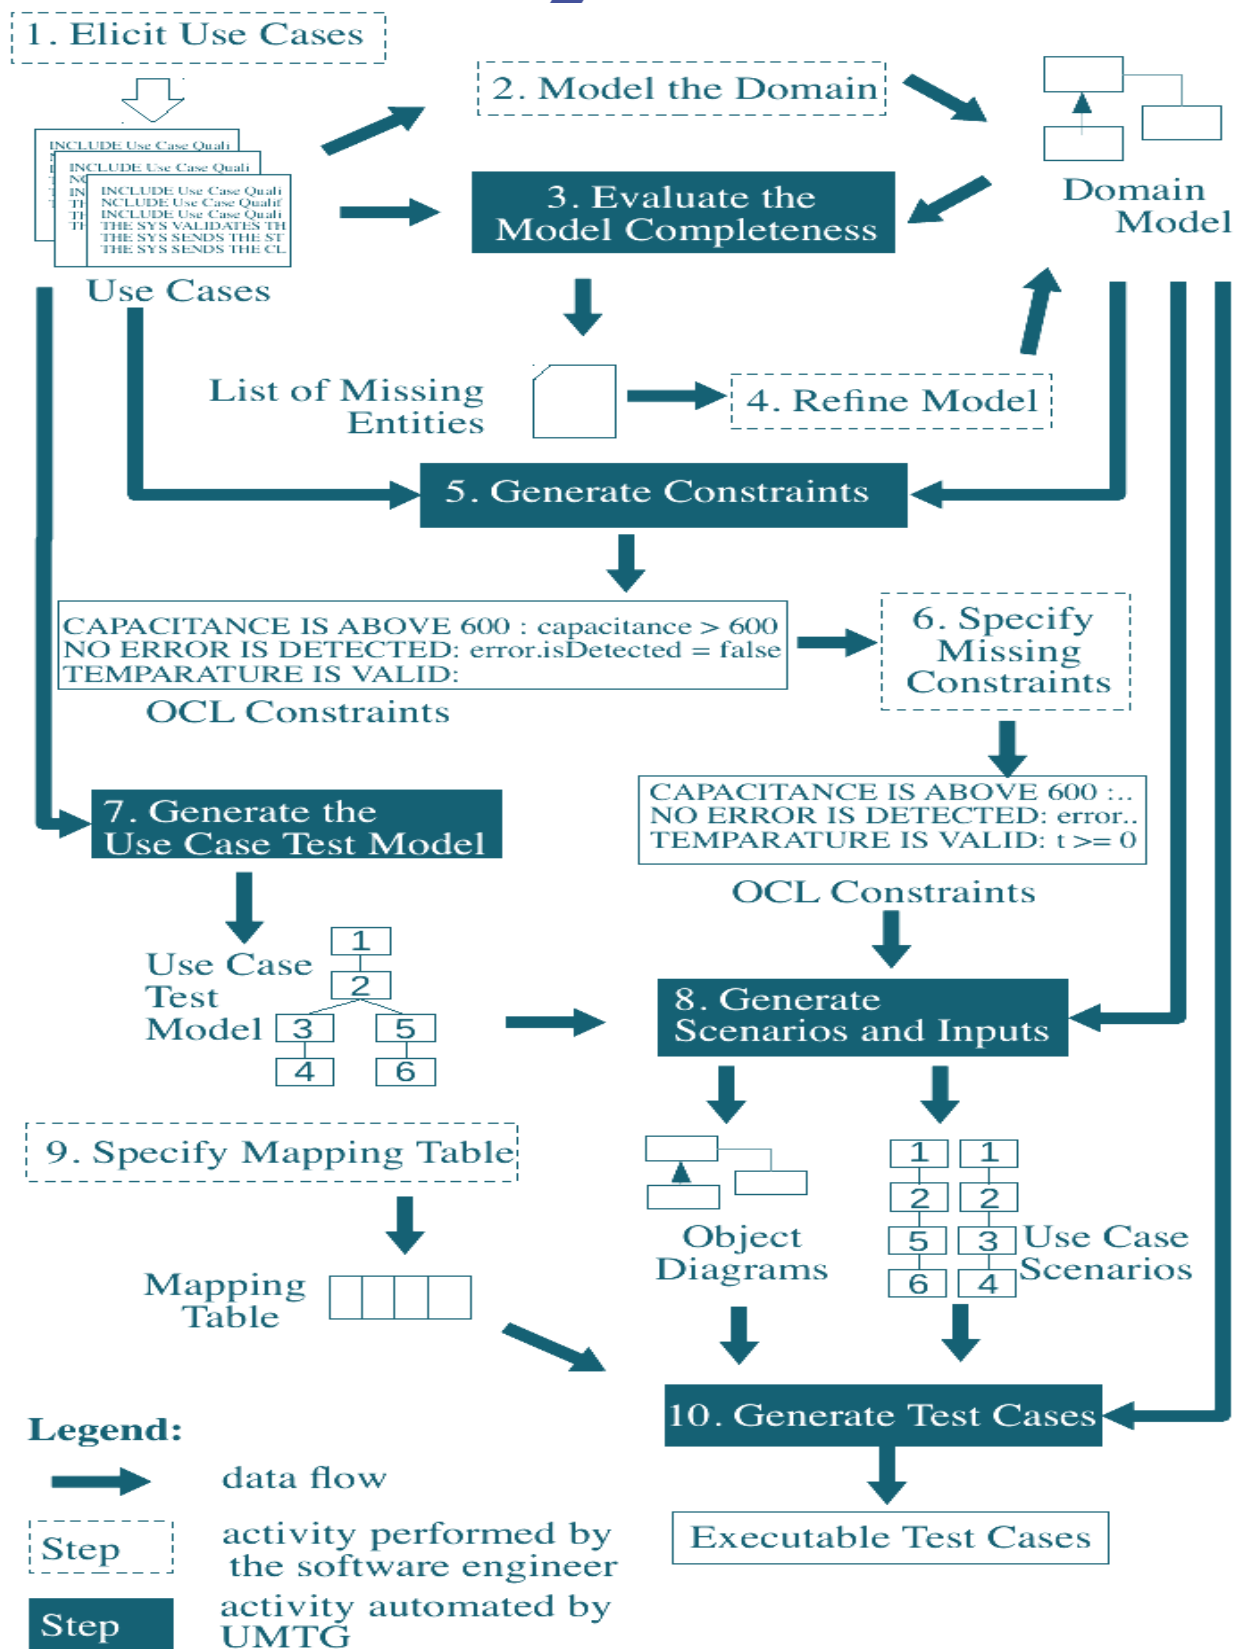 1. Elicit Use Cases
2. Model the Domain
INCLUDE Use Case Quali
INCLUDE Use Case Quali
NC
IN
TH
TH
TH
INCLUDE Use Case Quali
NCLUDE Use Case Qualif
INCLUDE Use Case Quali
THE SYS VALIDATES TH
THE SYS SENDS THE ST
THE SYS SENDS THE CL
Use Cases
3. Evaluate the
Model Completeness
Domain
Model
List of Missing
Entities
4. Refine Model
5. Generate Constraints
CAPACITANCE IS ABOVE 600 : capacitance > 600
NO ERROR IS DETECTED: error.isDetected = false
TEMPARATURE IS VALID:
OCL Constraints
6. Specify
Missing
Constraints
CAPACITANCE IS ABOVE 600 :..
NO ERROR IS DETECTED: error..
TEMPARATURE IS VALID: t >= 0
OCL Constraints
7. Generate the
Use Case Test Model
Use Case
Test
Model
1
2
3 5
4 6
8. Generate
Scenarios and Inputs
9. Specify Mapping Table
Mapping
Table
Object
Diagrams
1 1
2 2
5 3
6 4
Use Case
Scenarios
10. Generate Test Cases
Executable Test Cases
Legend:
data flow
Step
activity performed by
the software engineer
Step
activity automated by
UMTG